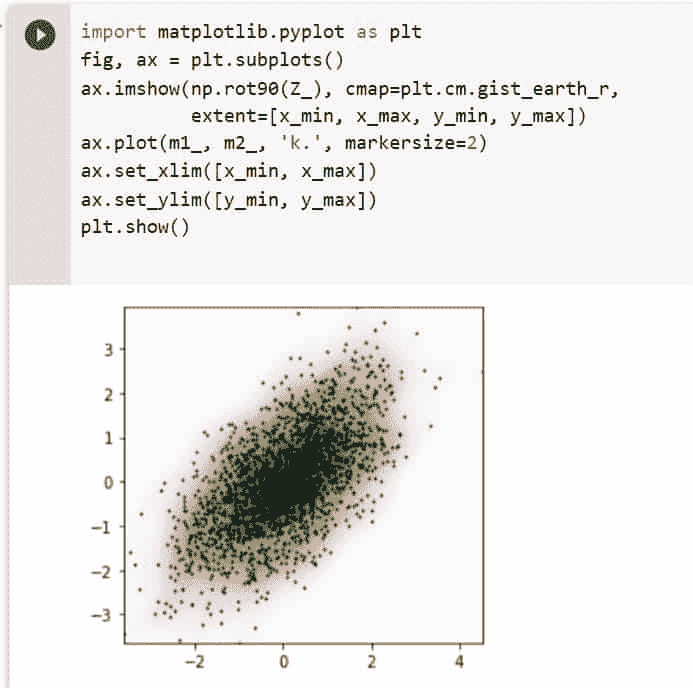 import matplotlib.pyplot as plt
fig, ax = plt.subplots()
ax.imshow(np.rot90(Z_), cmap=plt.cm.gist_earth_r,
          extent=[x_min, x_max, y_min, y_max])
ax.plot(m1_, m2_, 'k.', markersize=2)
ax.set_xlim([x_min, x_max])
ax.set_ylim([y_min, y_max])
plt.show()
3
2
1
0
−1
−2
−3
−2 0 2 4